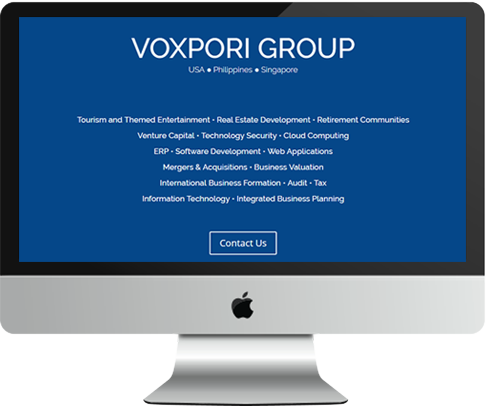 VOXPORI GROUP
USA ● Philippines ● Singapore
Tourism and Themed Entertainment • Real Estate Development • Retirement Communities
Venture Capital • Technology Security • Cloud Computing
ERP • Software Development • Web Applications
Mergers & Acquisitions • Business Valuation
International Business Formation • Audit • Tax
Information Technology • Integrated Business Planning
Contact Us